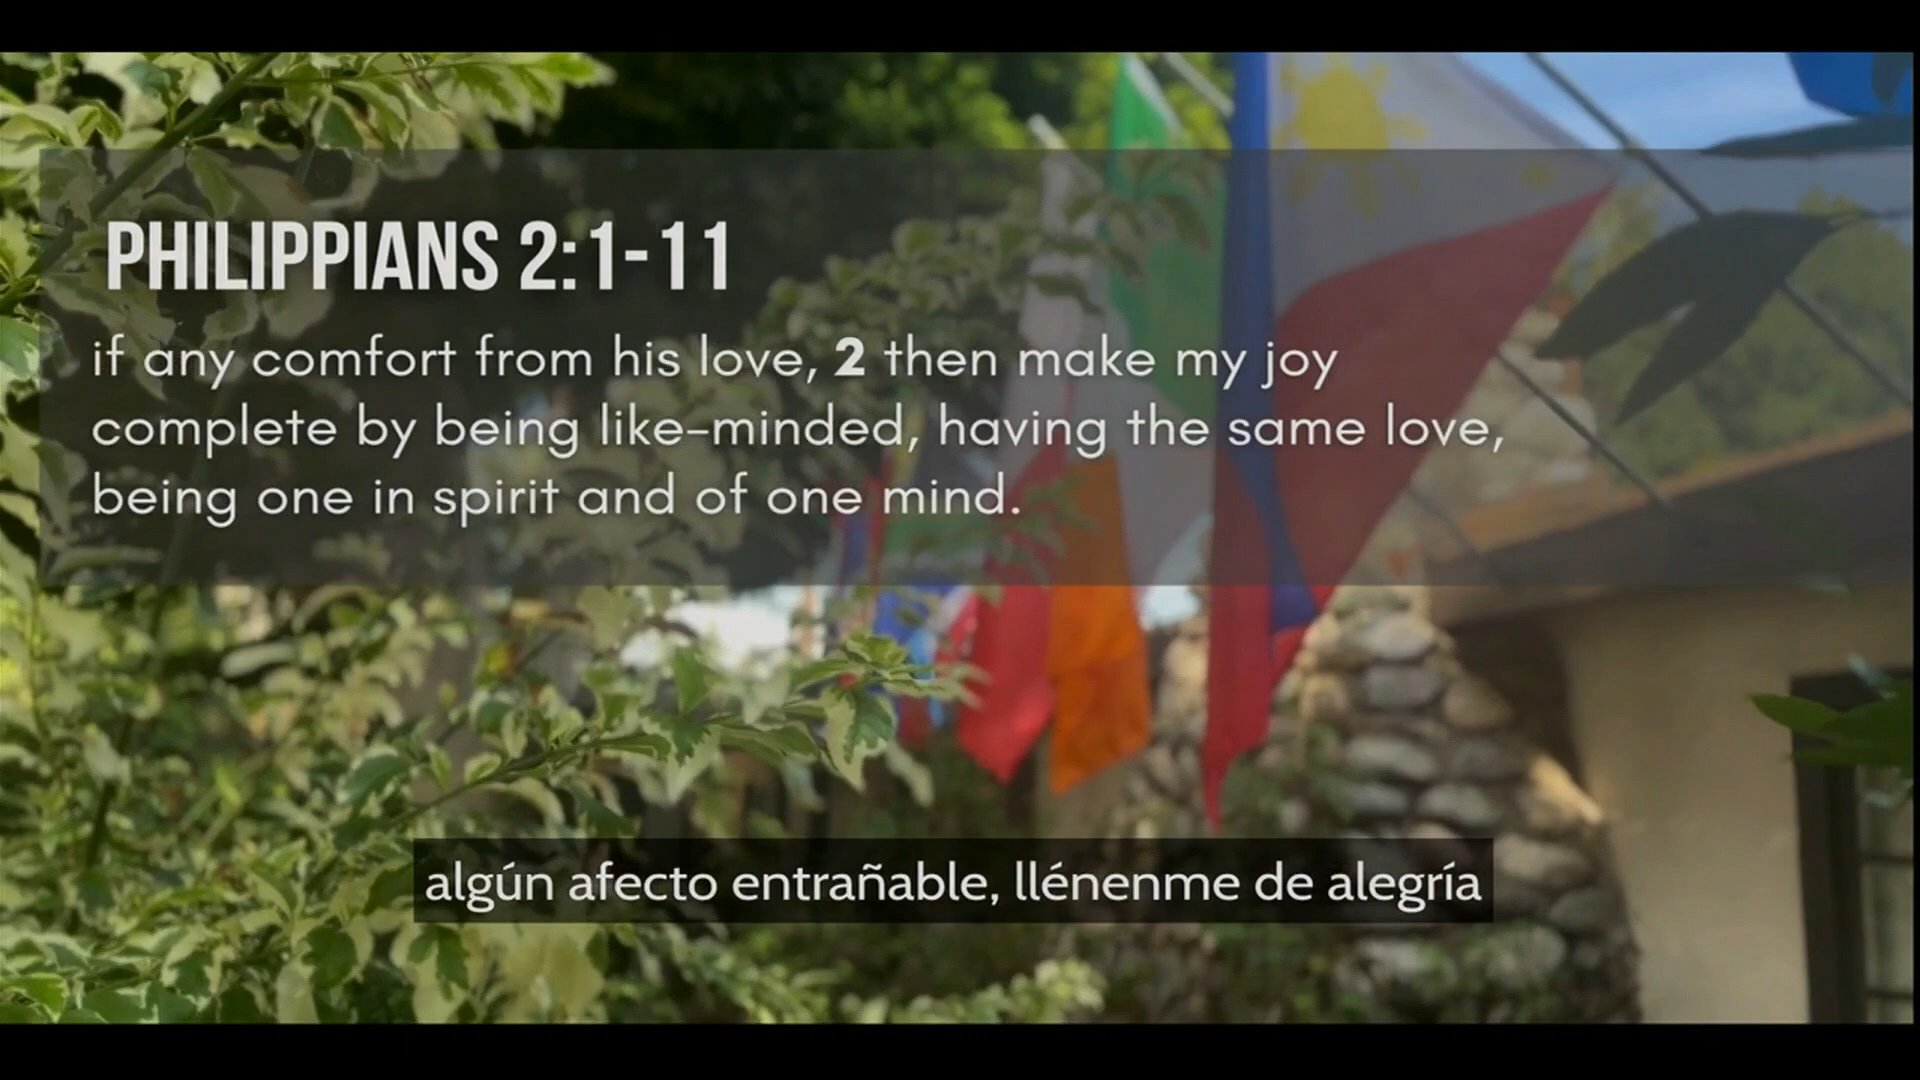 PHILIPPIANS 2:1-11
if any comfort from his love, 2 then make my joy
complete by being like-minded, having the same love,
being one in spirit and of one mind.
algún afecto entrañable, llénenme de alegría